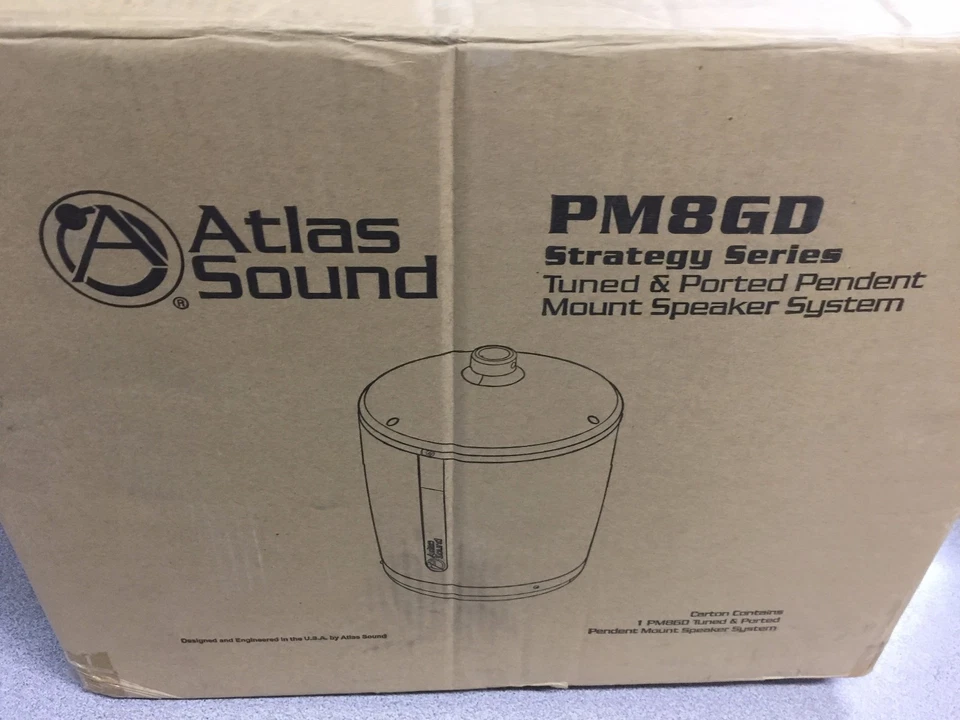 Atlas
Sound
®
PM8GD
Strategy Series
Tuned & Ported Pendent
Mount Speaker System
Atlas
Sound
Designed and Engineered in the U.S.A. by Atlas Sound
Carton Contains
1 PM8GD Tuned & Ported
Pendent Mount Speaker System